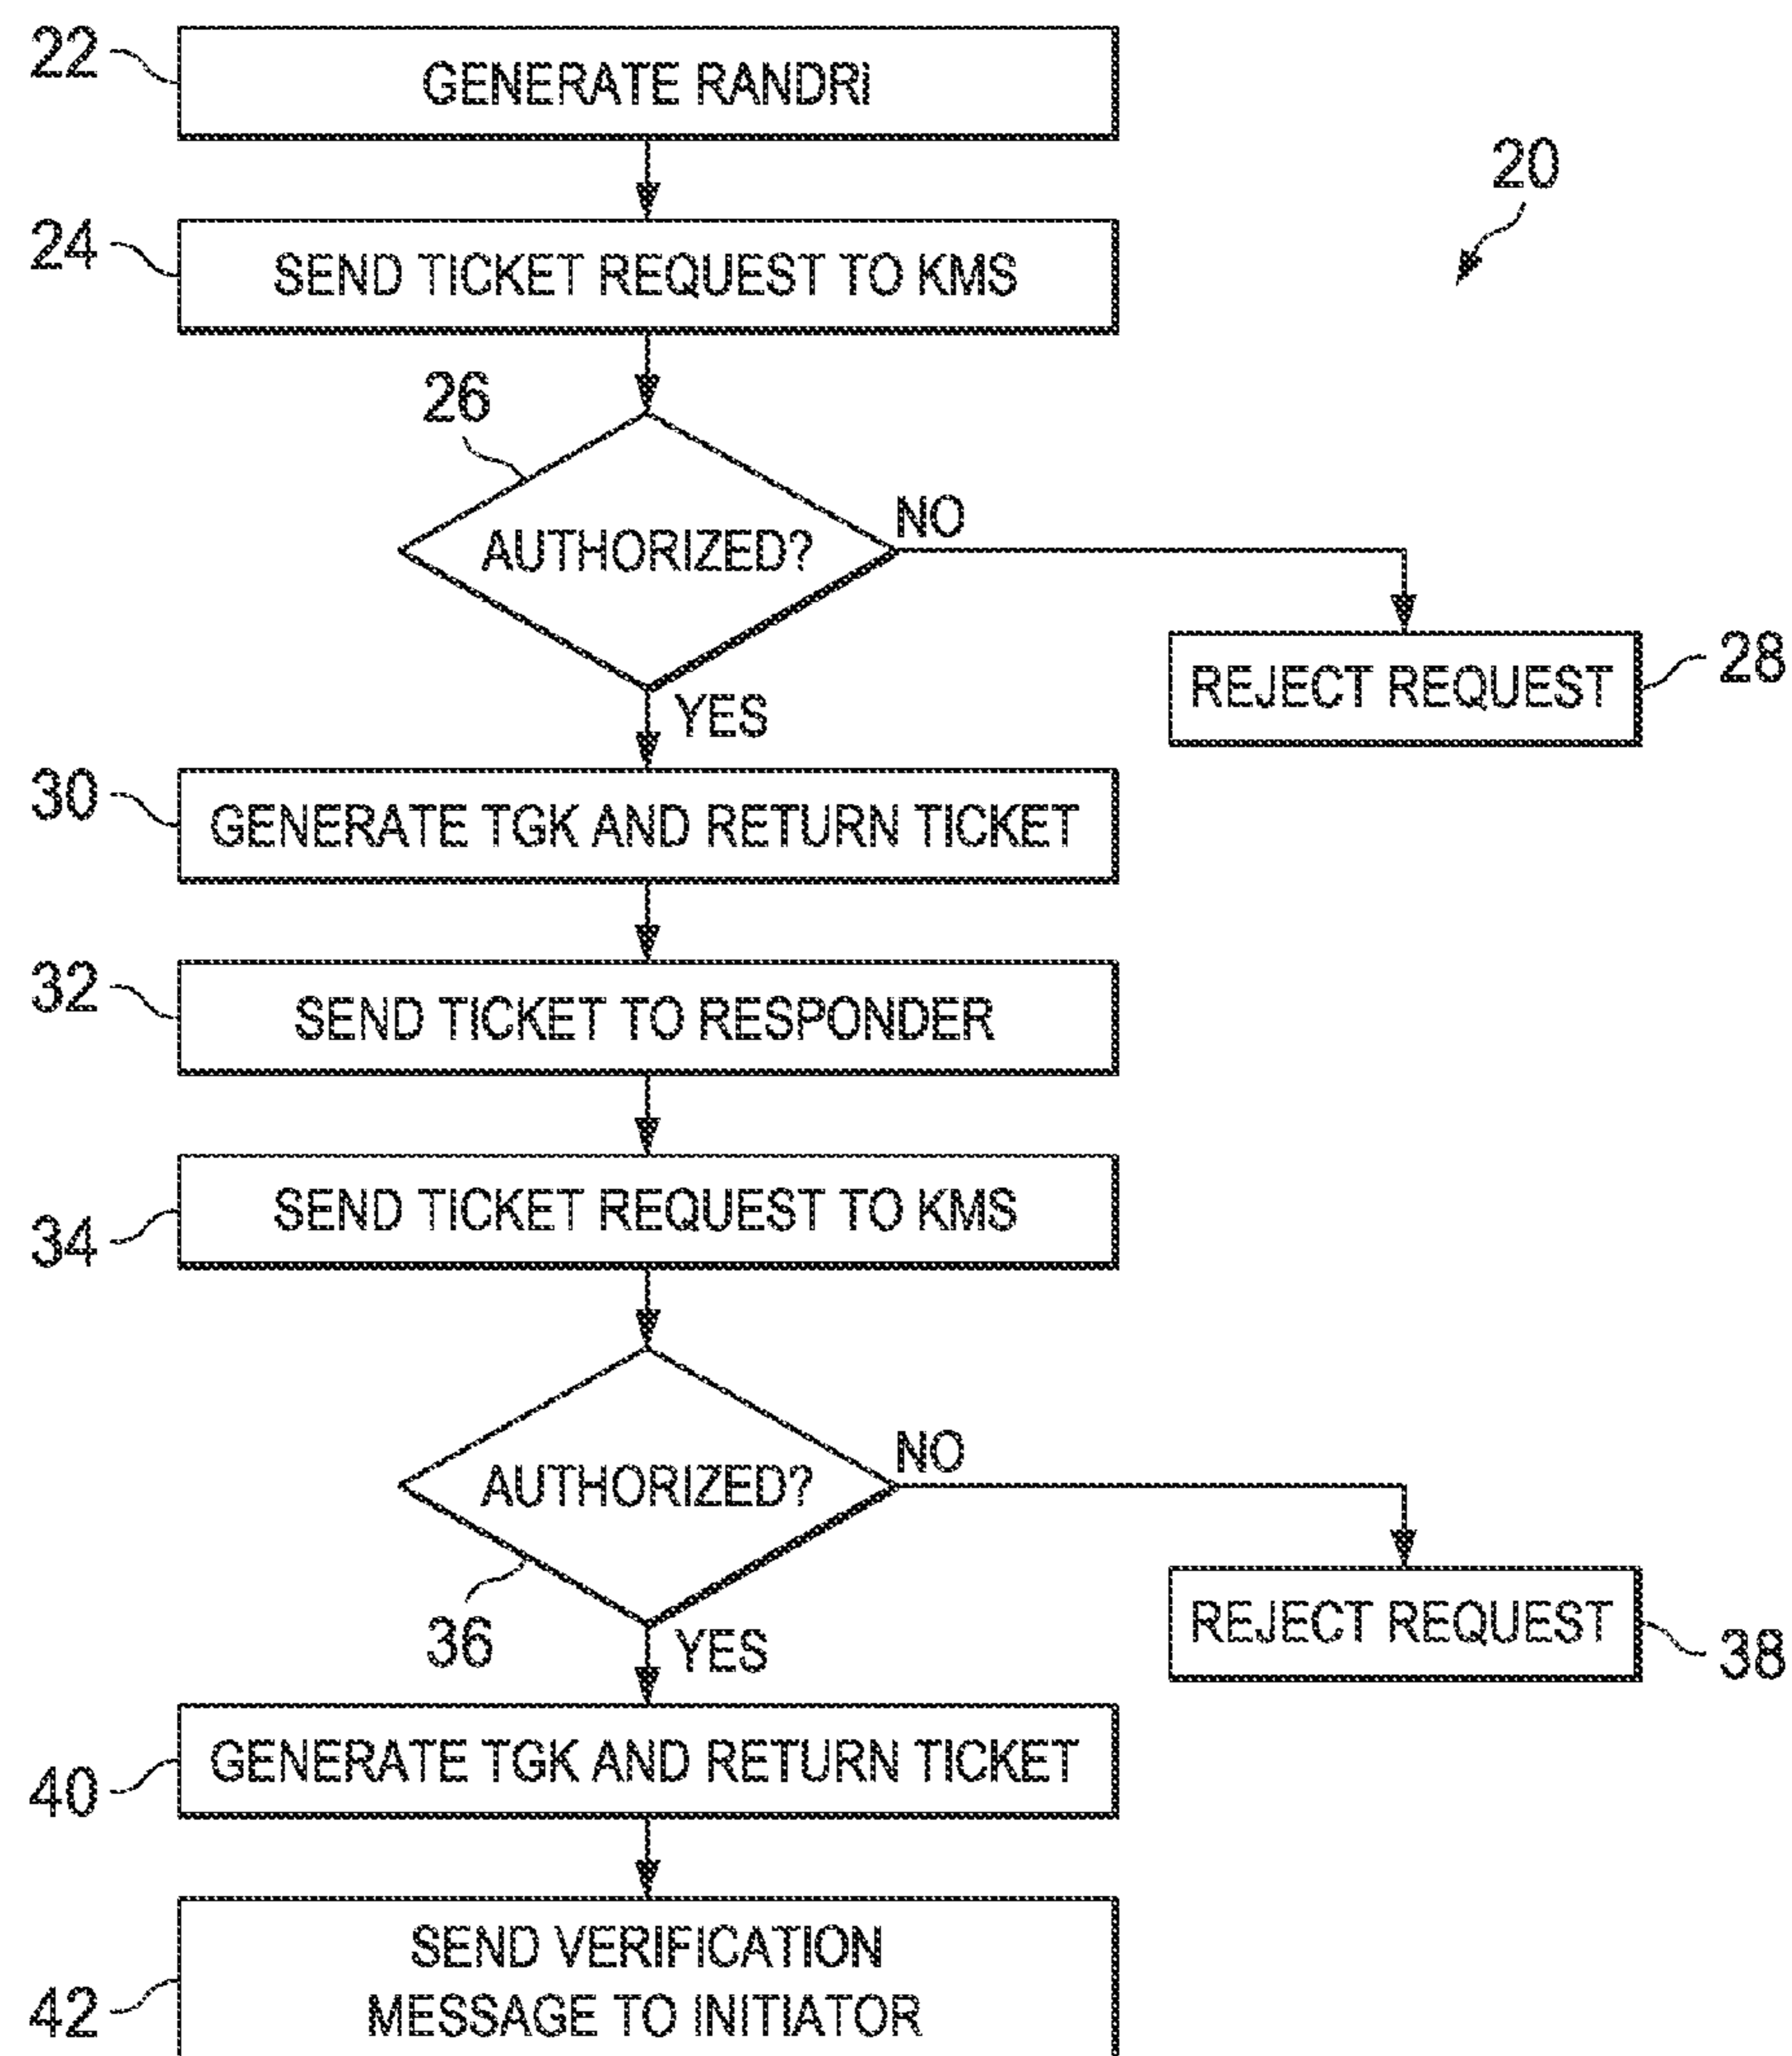 22
GENERATE RANDRi
20
24
SEND TICKET REQUEST TO KMS
26
AUTHORIZED?
NO
REJECT REQUEST
28
YES
30
GENERATE TGK AND RETURN TICKET
32
SEND TICKET TO RESPONDER
34
SEND TICKET REQUEST TO KMS
AUTHORIZED?
NO
36
REJECT REQUEST
38
YES
40
GENERATE TGK AND RETURN TICKET
42
SEND VERIFICATION
MESSAGE TO INITIATOR